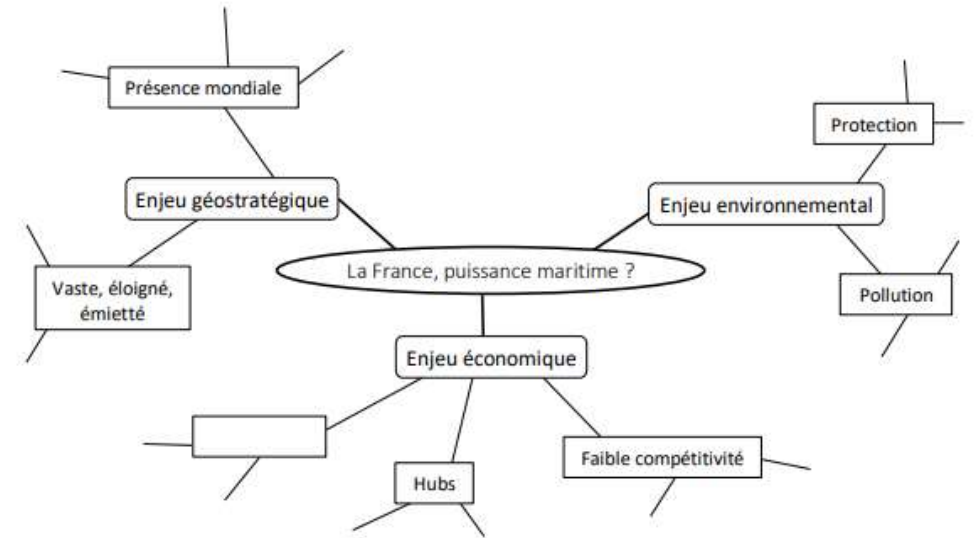 Présence mondiale
Protection
Enjeu géostratégique
Enjeu environnemental
La France, puissance maritime ?
Vaste, éloigné,
émietté
Pollution
Enjeu économique
Faible compétitivité
Hubs